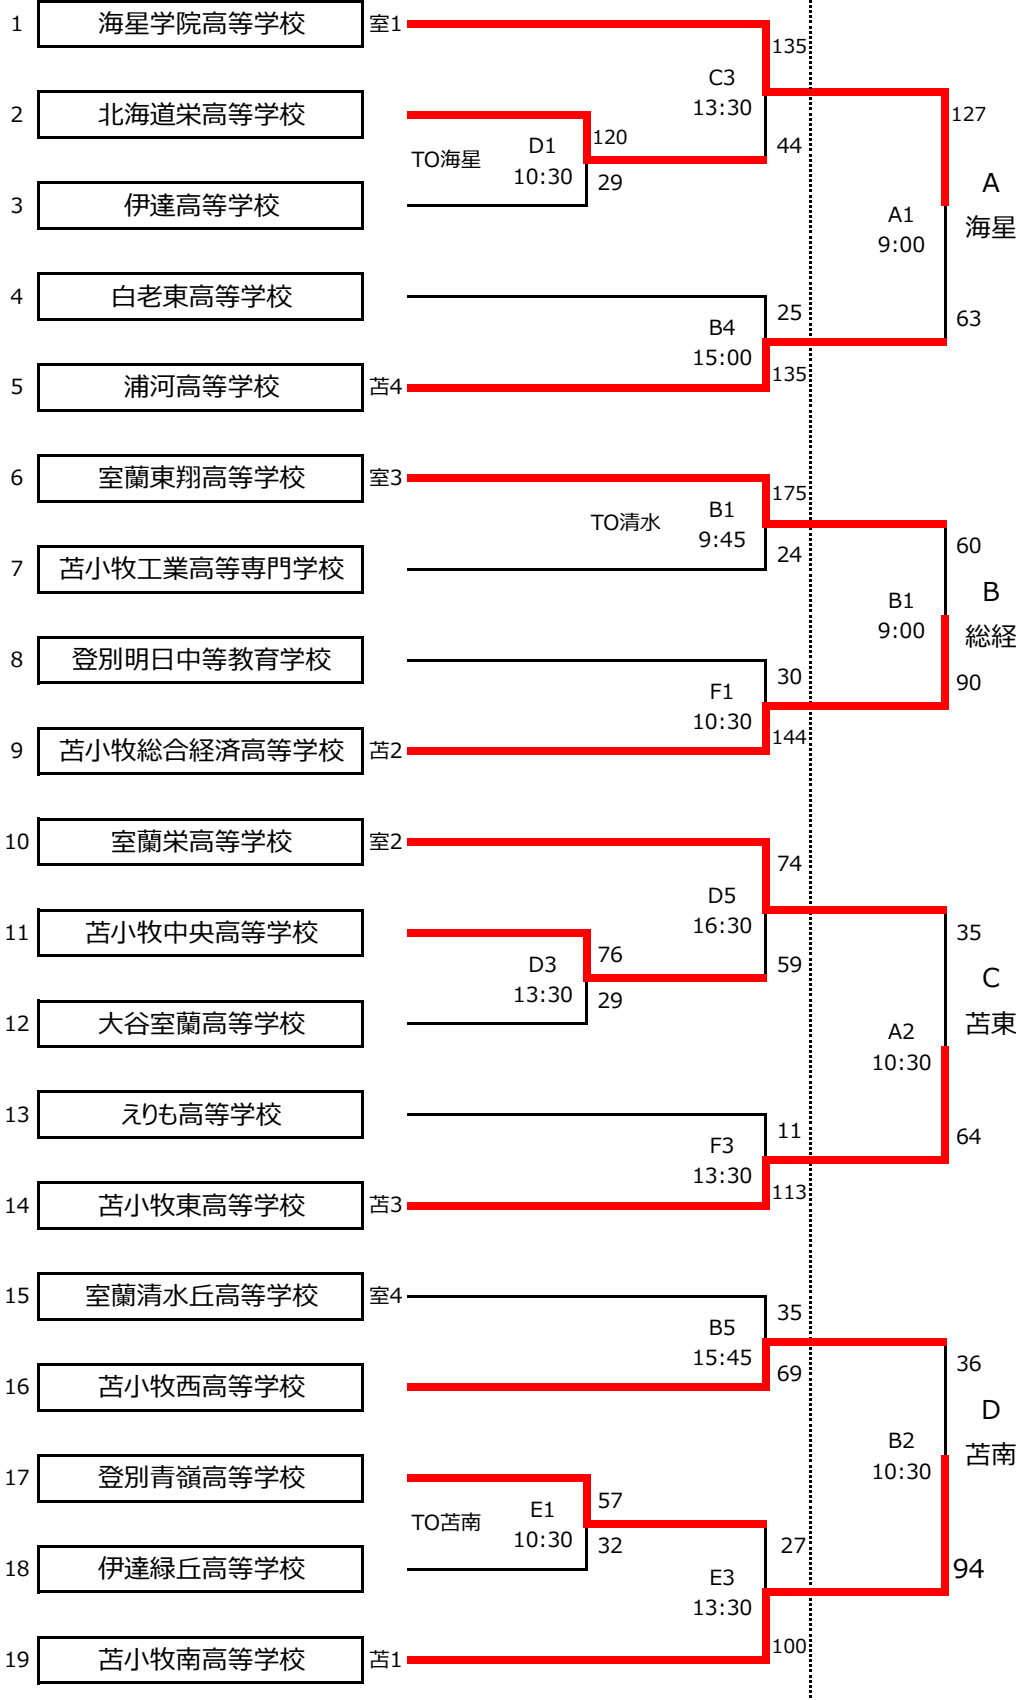 1 海星学院高等学校 室1
135
C3
13:30
127
2 北海道栄高等学校
120
D1
10:30
TO海星
44
29
A
海星
3 伊達高等学校
A1
9:00
4 白老東高等学校
25
63
B4
15:00
135
5 浦河高等学校 苫4
6 室蘭東翔高等学校 室3
175
B1
9:45
TO清水
24
60
7 苫小牧工業高等専門学校
B
総経
B1
9:00
8 登別明日中等教育学校
30
90
F1
10:30
144
9 苫小牧総合経済高等学校 苫2
10 室蘭栄高等学校 室2
74
D5
16:30
11 苫小牧中央高等学校
35
76
D3
13:30
59
29
C
苫東
12 大谷室蘭高等学校
A2
10:30
13 えりも高等学校
11
64
F3
13:30
113
14 苫小牧東高等学校 苫3
15 室蘭清水丘高等学校 室4
35
B5
15:45
69
36
16 苫小牧西高等学校
D
苫南
B2
10:30
17 登別青嶺高等学校
57
E1
10:30
TO苫南
32
27
18 伊達緑丘高等学校
94
E3
13:30
100
19 苫小牧南高等学校 苫1